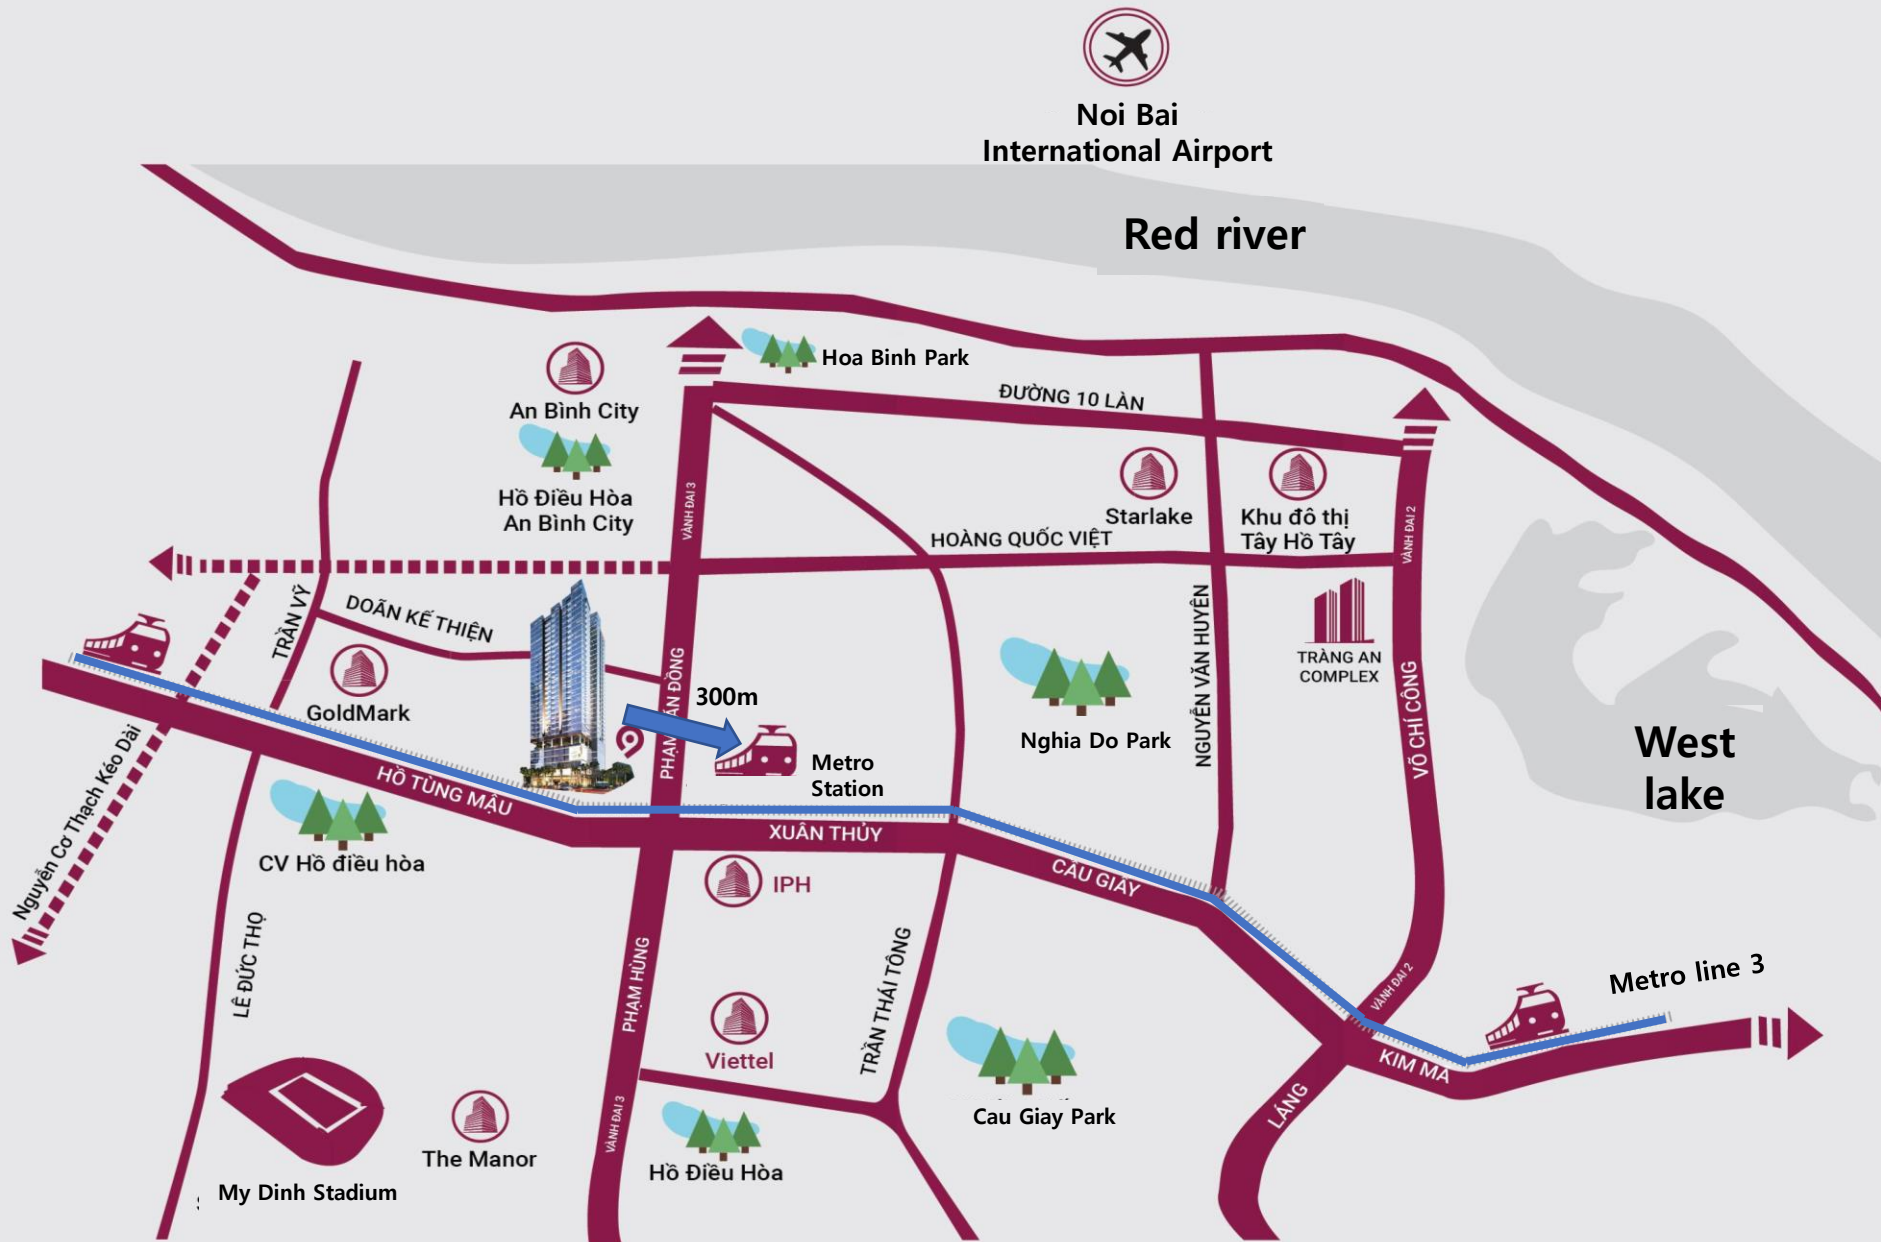 Noi Bai
International Airport
Red river
Hoa Binh Park
An Bình City
ĐƯỜNG 10 LÀN
Hồ Điều Hòa
An Bình City
VÀNH ĐAI 3
Starlake
Khu đô thị
Tây Hồ Tây
VÀNH ĐAI 2
HOÀNG QUỐC VIỆT
TRẦN VỸ
DOÃN KẾ THIỆN
NGUYỄN VĂN HUYÊN
TRÀNG AN
COMPLEX
300m
GoldMark
Nghia Do Park
VÕ CHÍ CÔNG
West
lake
Metro
Station
Nguyễn Cơ Thạch Kéo Dài
HỒ TÙNG MẬU
XUÂN THỦY
CV Hồ điều hòa
IPH
CẦU GIẤY
LÊ ĐỨC THỌ
PHẠM HÙNG
TRẦN THÁI TÔNG
VÀNH ĐAI 2
Metro line 3
Viettel
KIM MÃ
LÁNG
Cau Giay Park
VÀNH ĐAI 3
The Manor
Hồ Điều Hòa
My Dinh Stadium